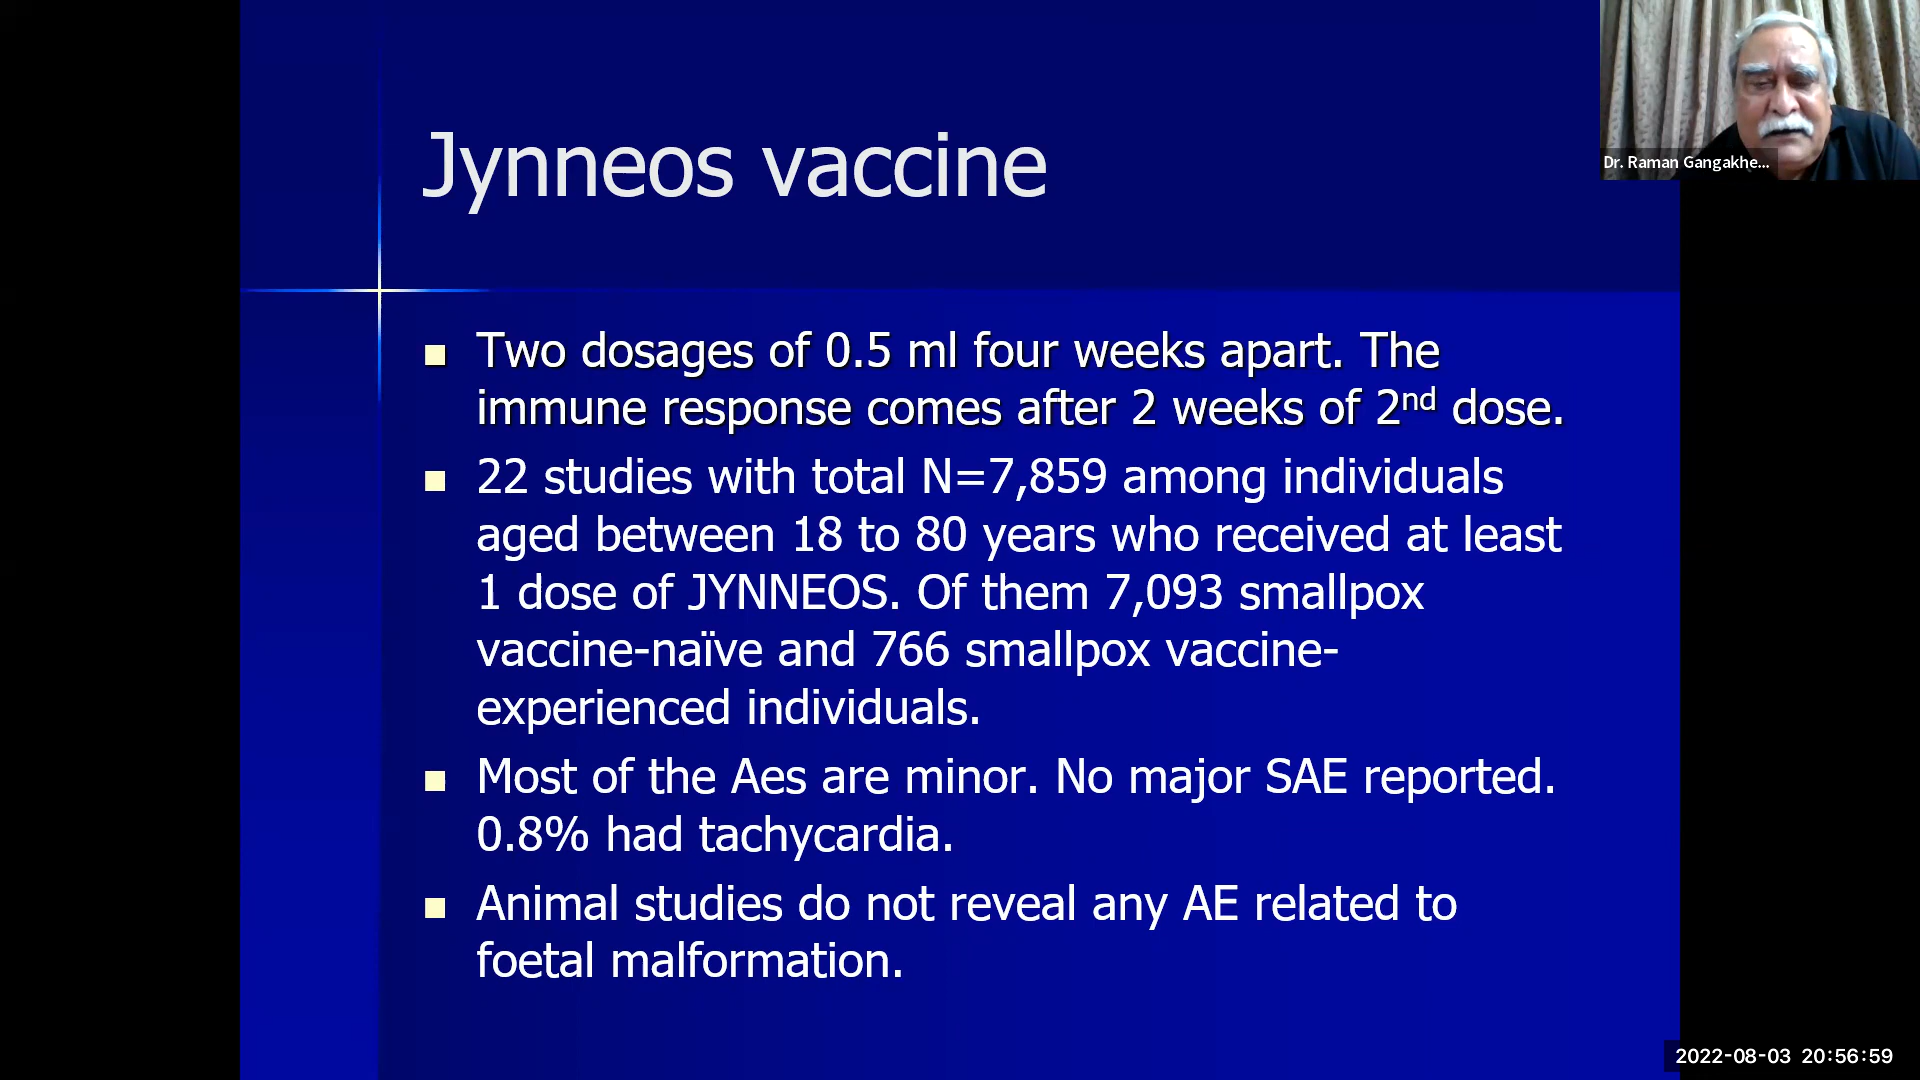 Jynneos vaccine
Dr. Raman Gangakhe...
Two dosages of 0.5 ml four weeks apart. The
immune response comes after 2 weeks of 2nd dose.
22 studies with total N=7,859 among individuals
aged between 18 to 80 years who received at least
1 dose of JYNNEOS. Of them 7,093 smallpox
vaccine-naïve and 766 smallpox vaccine-
experienced individuals.
Most of the Aes are minor. No major SAE reported.
0.8% had tachycardia.
Animal studies do not reveal any AE related to
foetal malformation.
2022-08-03 20:56:59